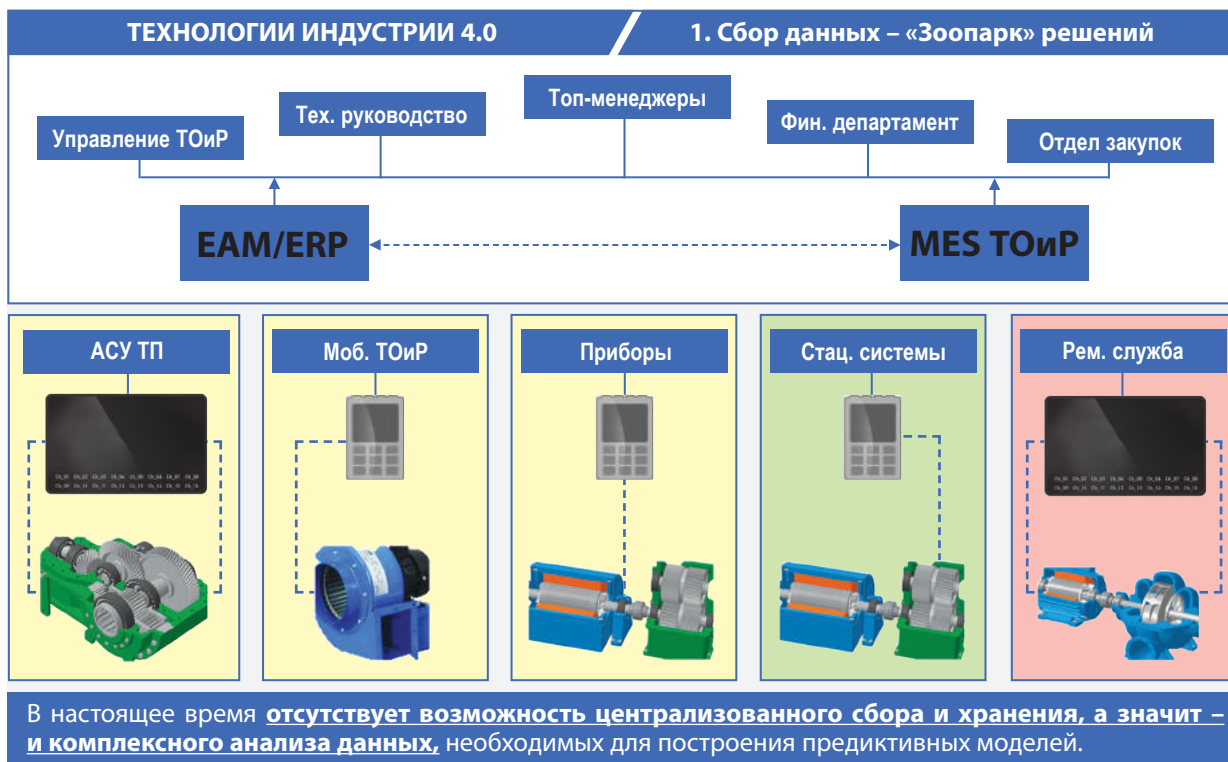 ТЕХНОЛОГИИ ИНДУСТРИИ 4.0
1. Сбор данных – «Зоопарк» решений
Топ-менеджеры
Тех. руководство
Фин. департамент
Управление ТОиР
Отдел закупок
EAM/ERP
MES ТОиР
АСУ ТП
Моб. ТОиР
Приборы
Стац. системы
Рем. служба
В настоящее время отсутствует возможность централизованного сбора и хранения, а значит –
и комплексного анализа данных, необходимых для построения предиктивных моделей.